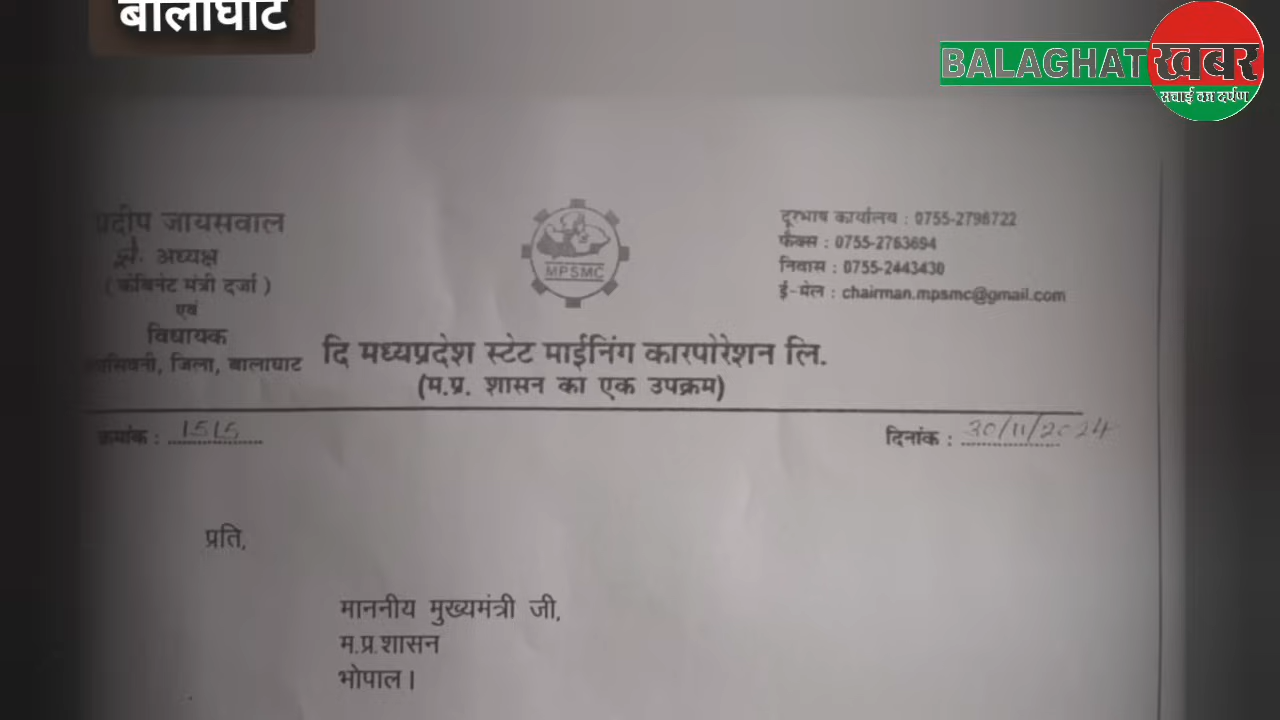 बालाघाट
BALAGHAT खबर
सचाई का दर्पण
प्रदीप जायसवाल
पूर्व अध्यक्ष
(केबिनेट मंत्री दर्जा)
एवं
विधायक
जिला, बालाघाट
MPSMC
दूरभाष कार्यालय : 0755-2798722
फैक्स : 0755-2763694
निवास : 0755-2443430
ई-मेल : chairman.mpsmc@gmail.com
दि मध्यप्रदेश स्टेट माईनिंग कारपोरेशन लि.
(म.प्र. शासन का एक उपक्रम)
क्रमांक : 1515
दिनांक : 30/11/2024
प्रति,
माननीय मुख्यमंत्री जी,
म.प्र.शासन
भोपाल।